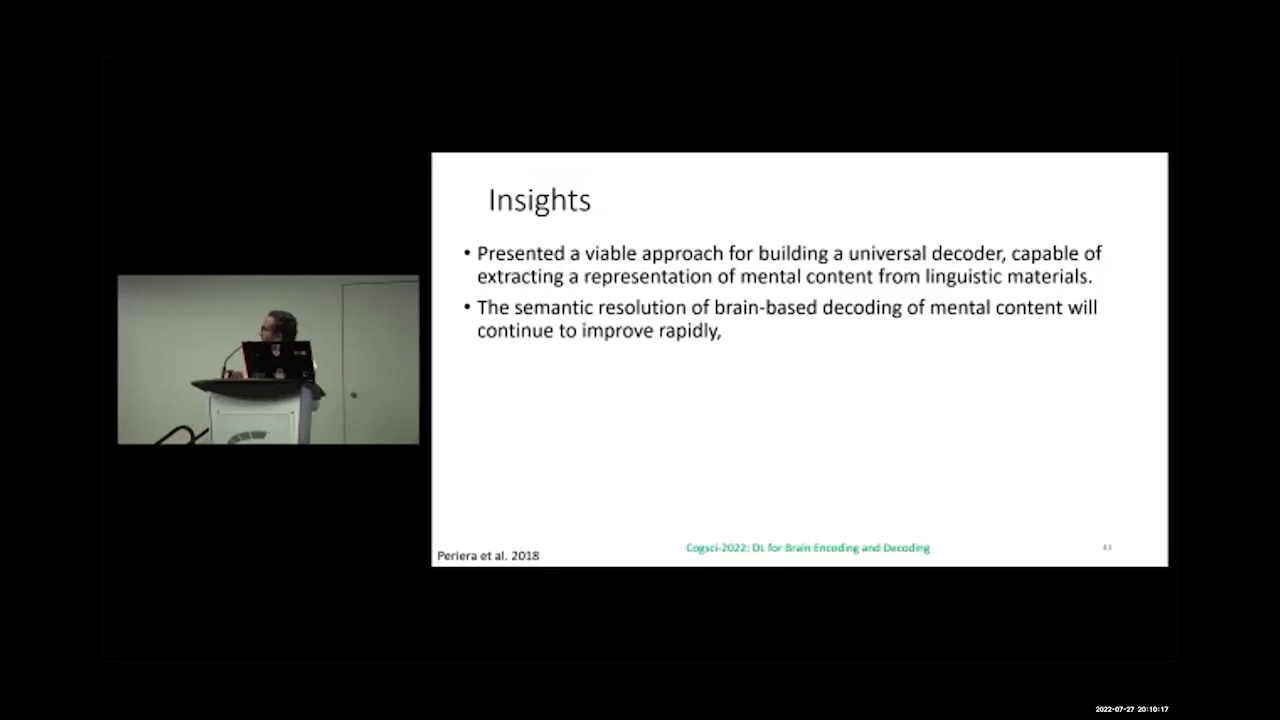 Insights
• Presented a viable approach for building a universal decoder, capable of
extracting a representation of mental content from linguistic materials.
• The semantic resolution of brain-based decoding of mental content will
continue to improve rapidly,
Periera et al. 2018
Cogsci-2022: DL for Brain Encoding and Decoding
2022-07-27 20:10:17